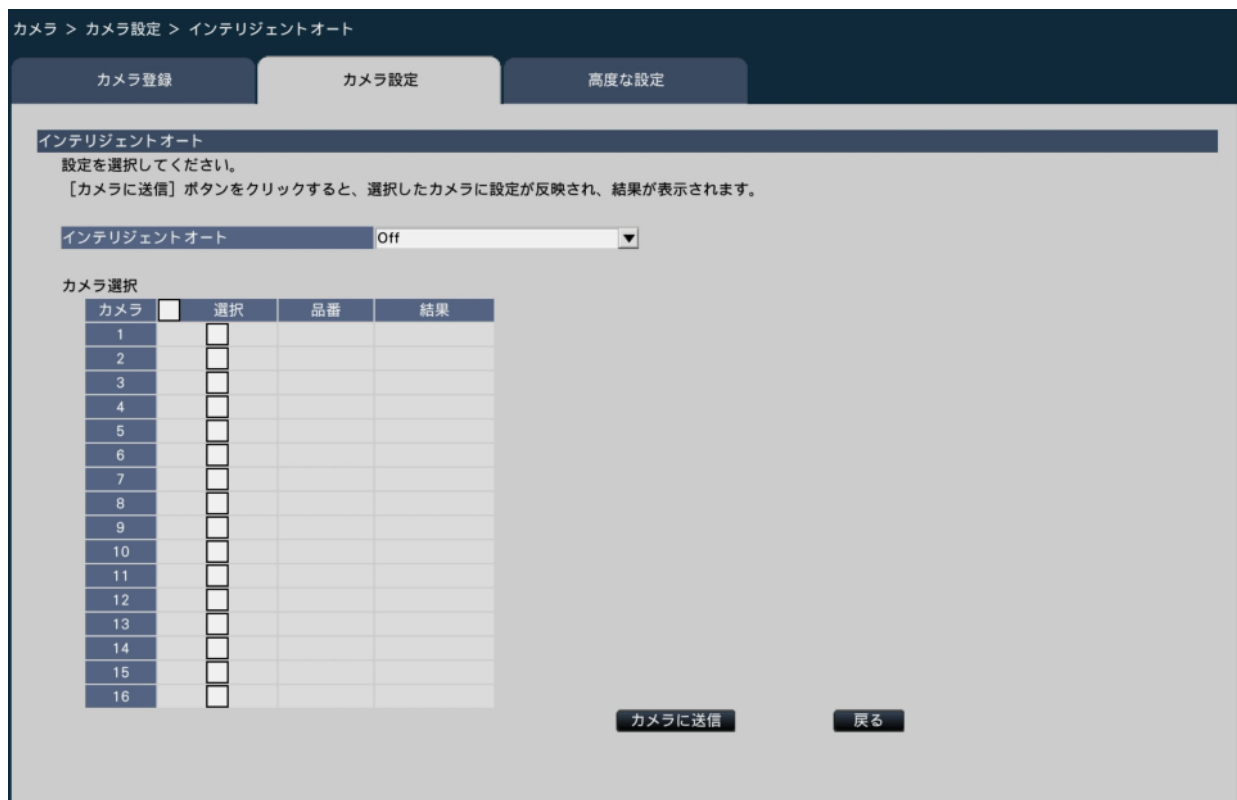 カメラ > カメラ設定 > インテリジェントオート
カメラ登録 カメラ設定 高度な設定
インテリジェントオート
設定を選択してください。
［カメラに送信］ボタンをクリックすると、選択したカメラに設定が反映され、結果が表示されます。
インテリジェントオート Off
カメラ選択
カメラ 選択 品番 結果
1
2
3
4
5
6
7
8
9
10
11
12
13
14
15
16
カメラに送信 戻る